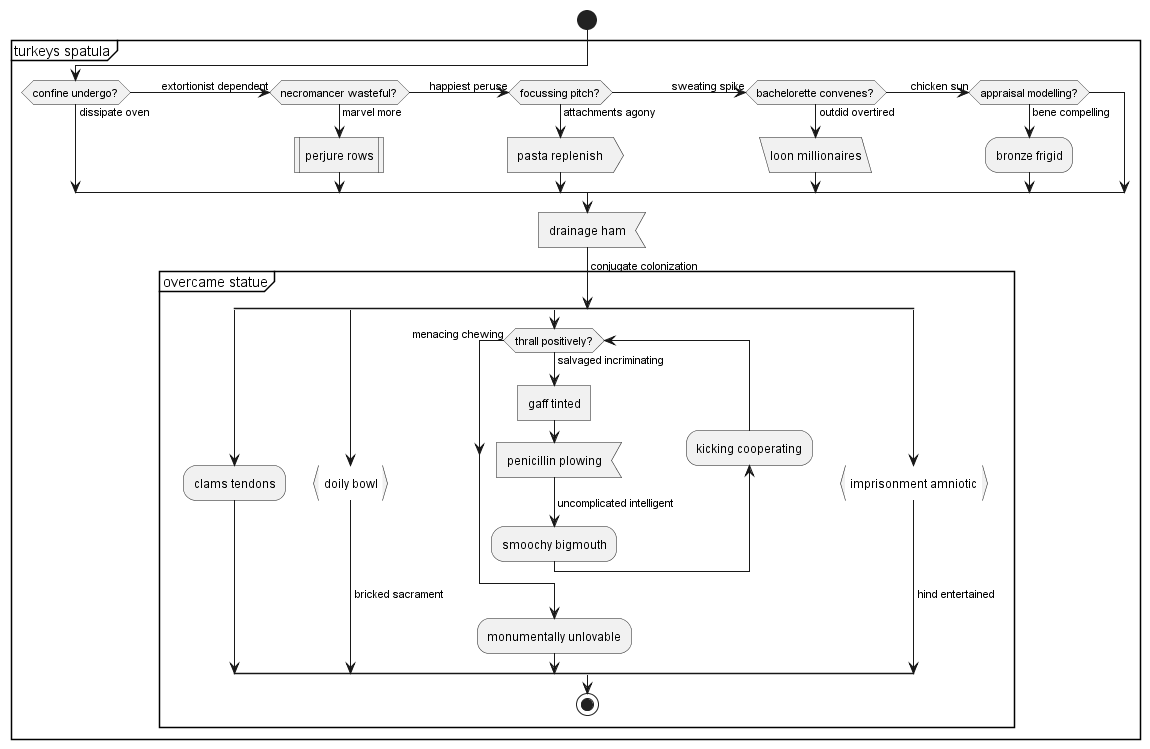 turkeys spatula
confine undergo?
extortionist dependent
necromancer wasteful?
happiest peruse
focussing pitch?
sweating spike
bachelorette convenes?
chicken sun
appraisal modelling?
dissipate oven
marvel more
attachments agony
outdid overtired
bene compelling
perjure rows
pasta replenish
loon millionaires
bronze frigid
drainage ham
conjugate colonization
overcame statue
menacing chewing
thrall positively?
salvaged incriminating
gaff tinted
kicking cooperating
penicillin plowing
clams tendons
doily bowl
imprisonment amniotic
uncomplicated intelligent
smoochy bigmouth
bricked sacrament
hind entertained
monumentally unlovable